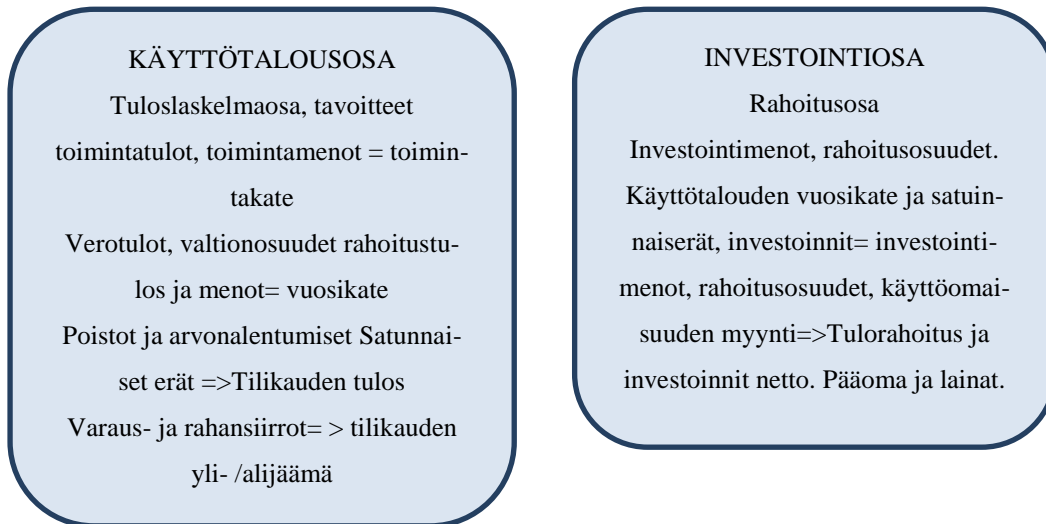 KÄYTTÖTALOUSOSA
Tuloslaskelmaosa, tavoitteet
toimintatulot, toimintamenot = toimin-
takate
Verotulot, valtionosuudet rahoitustu-
los ja menot= vuosikate
Poistot ja arvonalentumiset Satunnai-
set erät =>Tilikauden tulos
Varaus- ja rahansiirrot= > tilikauden
yli- /alijäämä
INVESTOINTIOSA
Rahoitusosa
Investointimenot, rahoitusosuudet.
Käyttötalouden vuosikate ja satuin-
naiserät, investoinnit= investointi-
menot, rahoitusosuudet, käyttöomai-
suuden myynti=>Tulorahoitus ja
investoinnit netto. Pääoma ja lainat.